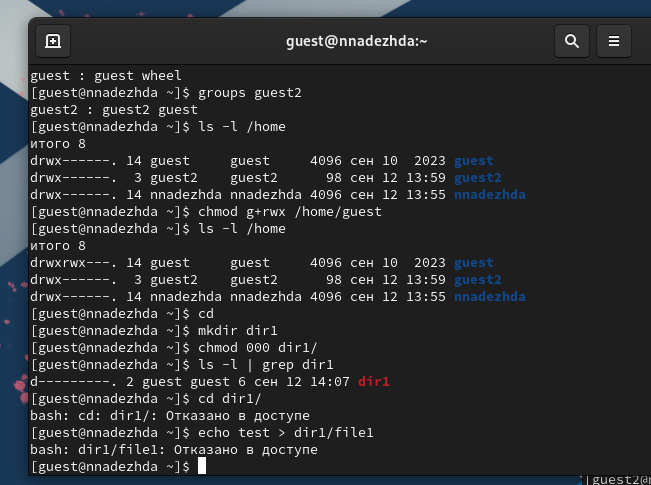 guest@nnadezhda:~
guest : guest wheel
[guest@nnadezhda ~]$ groups guest2
guest2 : guest2 guest
[guest@nnadezhda ~]$ ls -l /home
итого 8
drwx------. 14 guest     guest     4096 сен 10  2023 guest
drwx------.  3 guest2    guest2      98 сен 12 13:59 guest2
drwx------. 14 nnadezhda nnadezhda 4096 сен 12 13:55 nnadezhda
[guest@nnadezhda ~]$ chmod g+rwx /home/guest
[guest@nnadezhda ~]$ ls -l /home
итого 8
drwxrwx---. 14 guest     guest     4096 сен 10  2023 guest
drwx------.  3 guest2    guest2      98 сен 12 13:59 guest2
drwx------. 14 nnadezhda nnadezhda 4096 сен 12 13:55 nnadezhda
[guest@nnadezhda ~]$ cd
[guest@nnadezhda ~]$ mkdir dir1
[guest@nnadezhda ~]$ chmod 000 dir1/
[guest@nnadezhda ~]$ ls -l | grep dir1
d---------. 2 guest guest 6 сен 12 14:07 dir1
[guest@nnadezhda ~]$ cd dir1/
bash: cd: dir1/: Отказано в доступе
[guest@nnadezhda ~]$ echo test > dir1/file1
bash: dir1/file1: Отказано в доступе
[guest@nnadezhda ~]$
[guest2@